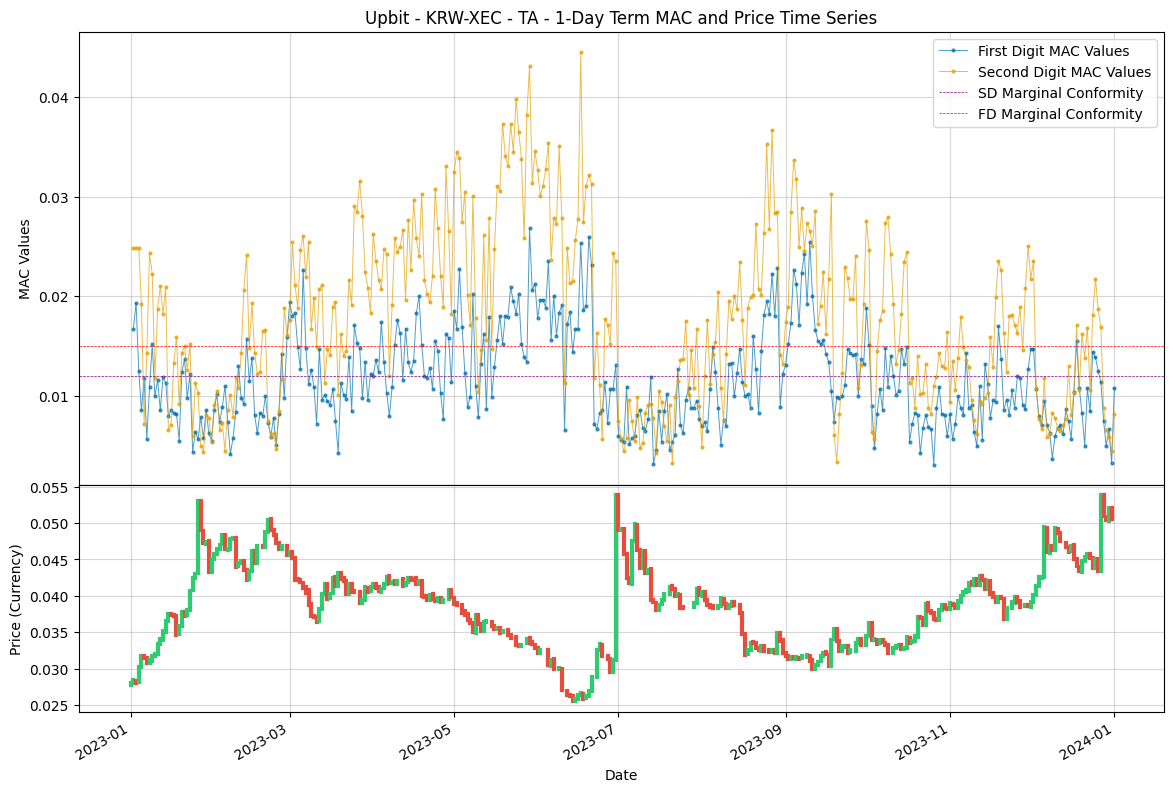 Upbit - KRW-XEC - TA - 1-Day Term MAC and Price Time Series
First Digit MAC Values
Second Digit MAC Values
SD Marginal Conformity
FD Marginal Conformity
MAC Values
0.04
0.03
0.02
0.01
Price (Currency)
0.055
0.050
0.045
0.040
0.035
0.030
0.025
2023-01
2023-03
2023-05
2023-07
2023-09
2023-11
2024-01
Date